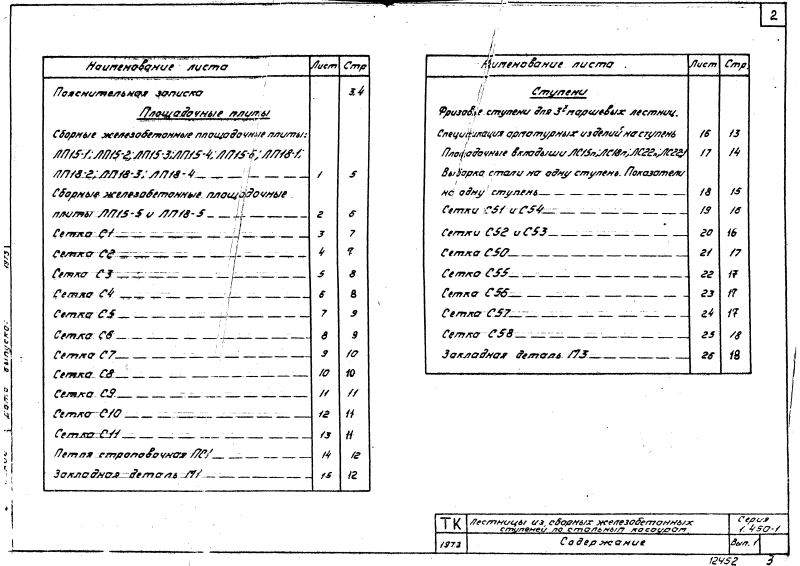 2
Наименование листа Лист Стр
Пояснительная записка 3.4
Площадочные плиты
Сборные железобетонные площадочные плиты:
ЛП15-1; ЛП15-2; ЛП15-3; ЛП15-4; ЛП15-6; ЛП18-1;
ЛП18-2; ЛП18-3; ЛП18-4 1 5
Сборные железобетонные площадочные
плиты ЛП15-5 и ЛП18-5 2 6
Сетка С1 3 7
Сетка С2 4 7
Сетка С3 5 8
Сетка С4 6 8
Сетка С5 7 9
Сетка С6 8 9
Сетка С7 9 10
Сетка С8 10 10
Сетка С9 11 11
Сетка С10 12 11
Сетка С11 13 11
Петля строповочная ПС1 14 12
Закладная деталь М1 15 12
Наименование листа Лист Стр.
Ступени
Фризовые ступени для 3х маршевых лестниц.
Спецификация арматурных изделий на ступень 16 13
Площадочные вкладыши ЛС15п; ЛС18п; ЛС22п; ЛС22 17 14
Выборка стали на одну ступень. Показатели
на одну ступень 18 15
Сетки С51 и С54 19 16
Сетки С52 и С53 20 16
Сетка С50 21 17
Сетка С55 22 17
Сетка С56 23 17
Сетка С57 24 17
Сетка С58 25 18
Закладная деталь М3 26 18
ТК Лестницы из сборных железобетонных ступеней по стальным косоурам Серия 1.450-1
1973 Содержание Вып. 1
12452 3
Дата выпуска: 1973